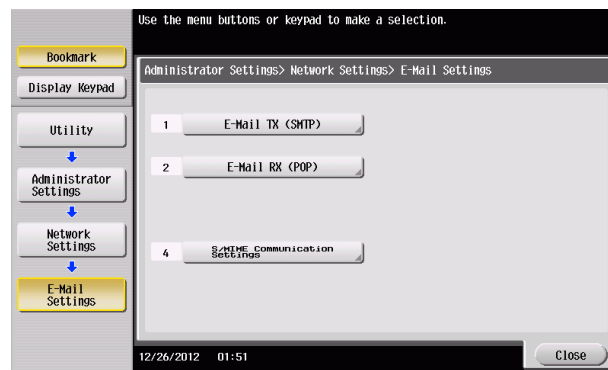 Use the menu buttons or keypad to make a selection.
Bookmark
Display Keypad
Utility
Administrator
Settings
Network
Settings
E-Mail
Settings
Administrator Settings> Network Settings> E-Mail Settings
1 E-Mail TX (SMTP)
2 E-Mail RX (POP)
4 S/MIME Communication
Settings
12/26/2012 01:51
Close